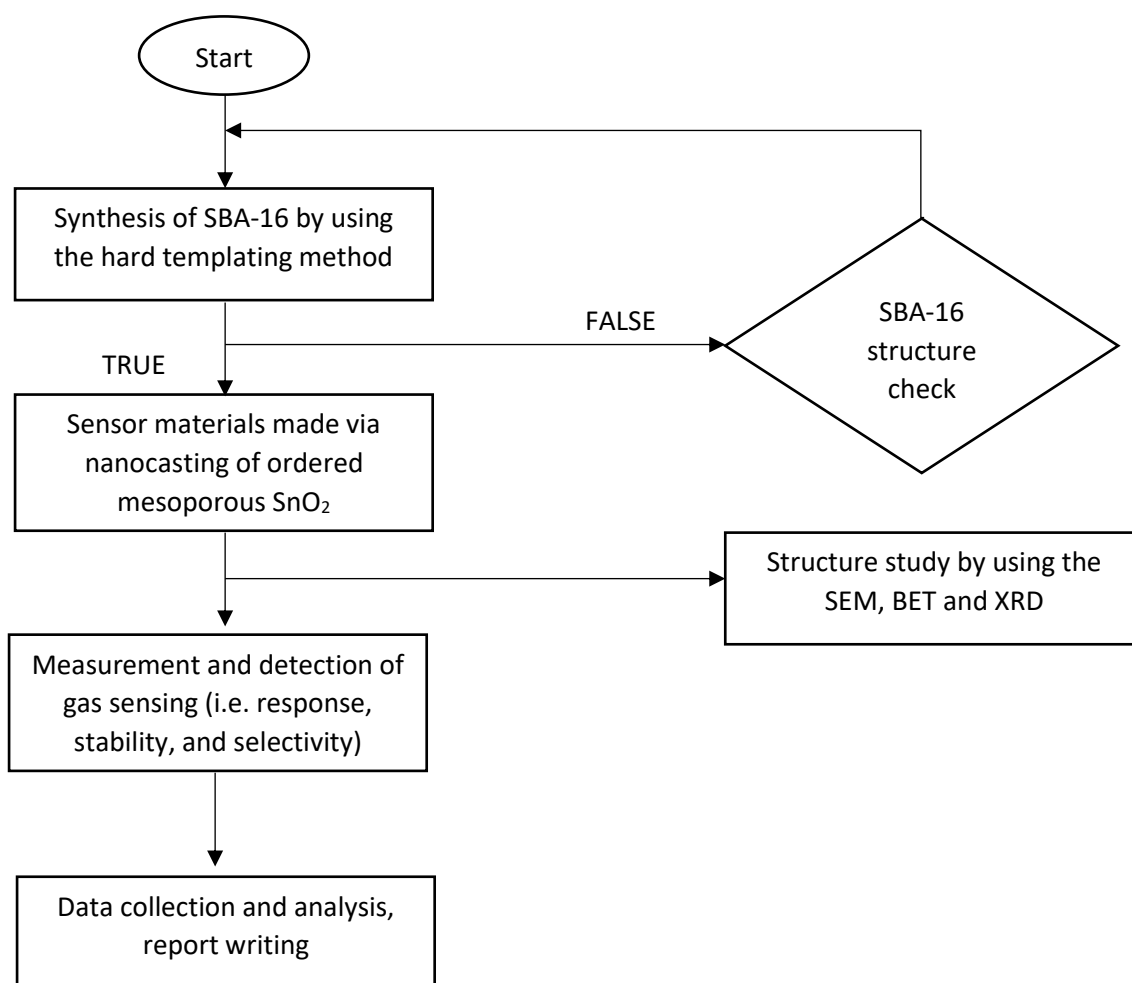 Start
Synthesis of SBA-16 by using
the hard templating method
FALSE
SBA-16
structure
check
TRUE
Sensor materials made via
nanocasting of ordered
mesoporous SnO₂
Structure study by using the
SEM, BET and XRD
Measurement and detection of
gas sensing (i.e. response,
stability, and selectivity)
Data collection and analysis,
report writing